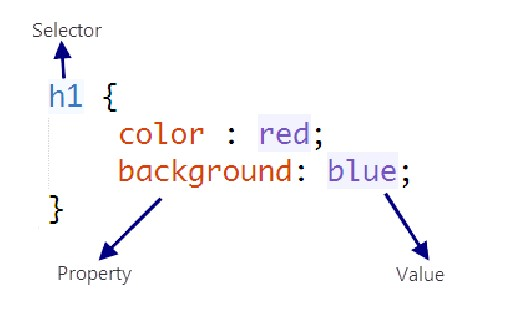 Selector
h1 {
color : red;
background: blue;
}
Property
Value